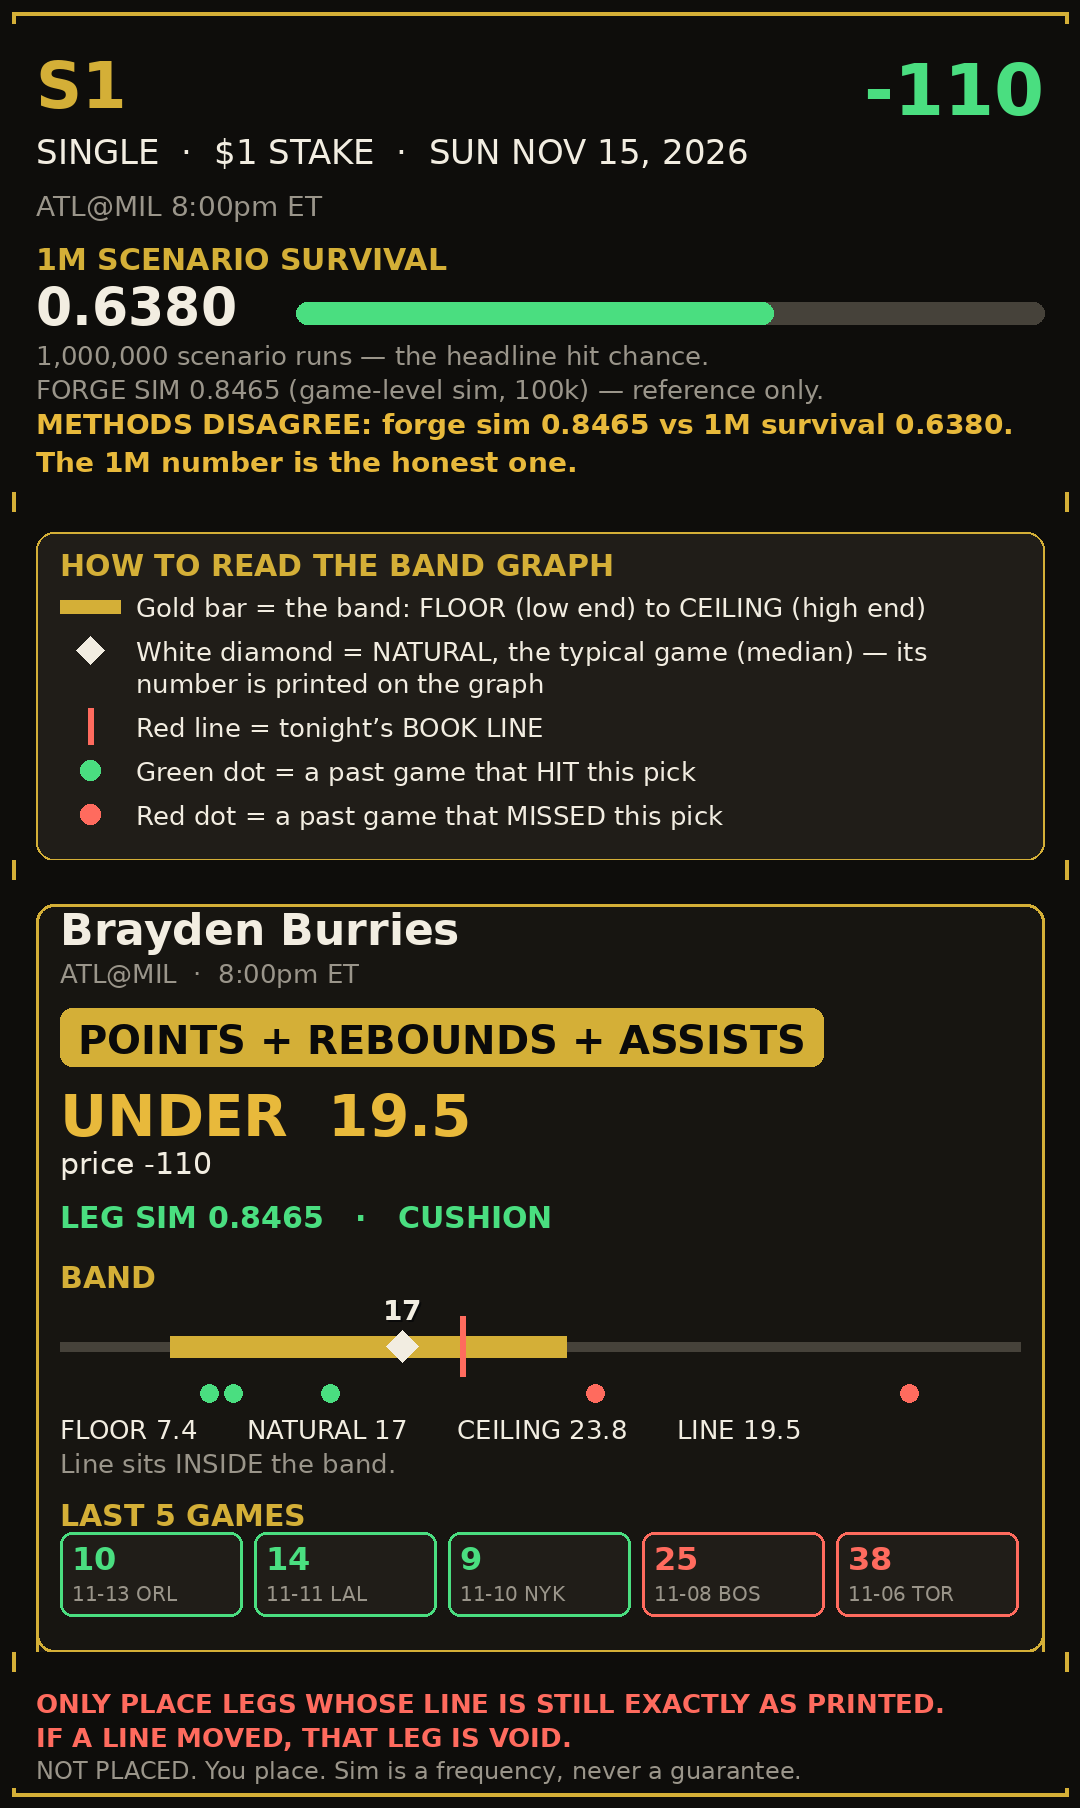 S1
-110
SINGLE · $1 STAKE · SUN NOV 15, 2026
ATL@MIL 8:00pm ET
1M SCENARIO SURVIVAL
0.6380
1,000,000 scenario runs — the headline hit chance.
FORGE SIM 0.8465 (game-level sim, 100k) — reference only.
METHODS DISAGREE: forge sim 0.8465 vs 1M survival 0.6380.
The 1M number is the honest one.
HOW TO READ THE BAND GRAPH
Gold bar = the band: FLOOR (low end) to CEILING (high end)
White diamond = NATURAL, the typical game (median) — its
number is printed on the graph
Red line = tonight’s BOOK LINE
Green dot = a past game that HIT this pick
Red dot = a past game that MISSED this pick
Brayden Burries
ATL@MIL · 8:00pm ET
POINTS + REBOUNDS + ASSISTS
UNDER 19.5
price -110
LEG SIM 0.8465 · CUSHION
BAND
17
FLOOR 7.4 NATURAL 17 CEILING 23.8 LINE 19.5
Line sits INSIDE the band.
LAST 5 GAMES
10 14 9 25 38
11-13 ORL 11-11 LAL 11-10 NYK 11-08 BOS 11-06 TOR
ONLY PLACE LEGS WHOSE LINE IS STILL EXACTLY AS PRINTED.
IF A LINE MOVED, THAT LEG IS VOID.
NOT PLACED. You place. Sim is a frequency, never a guarantee.